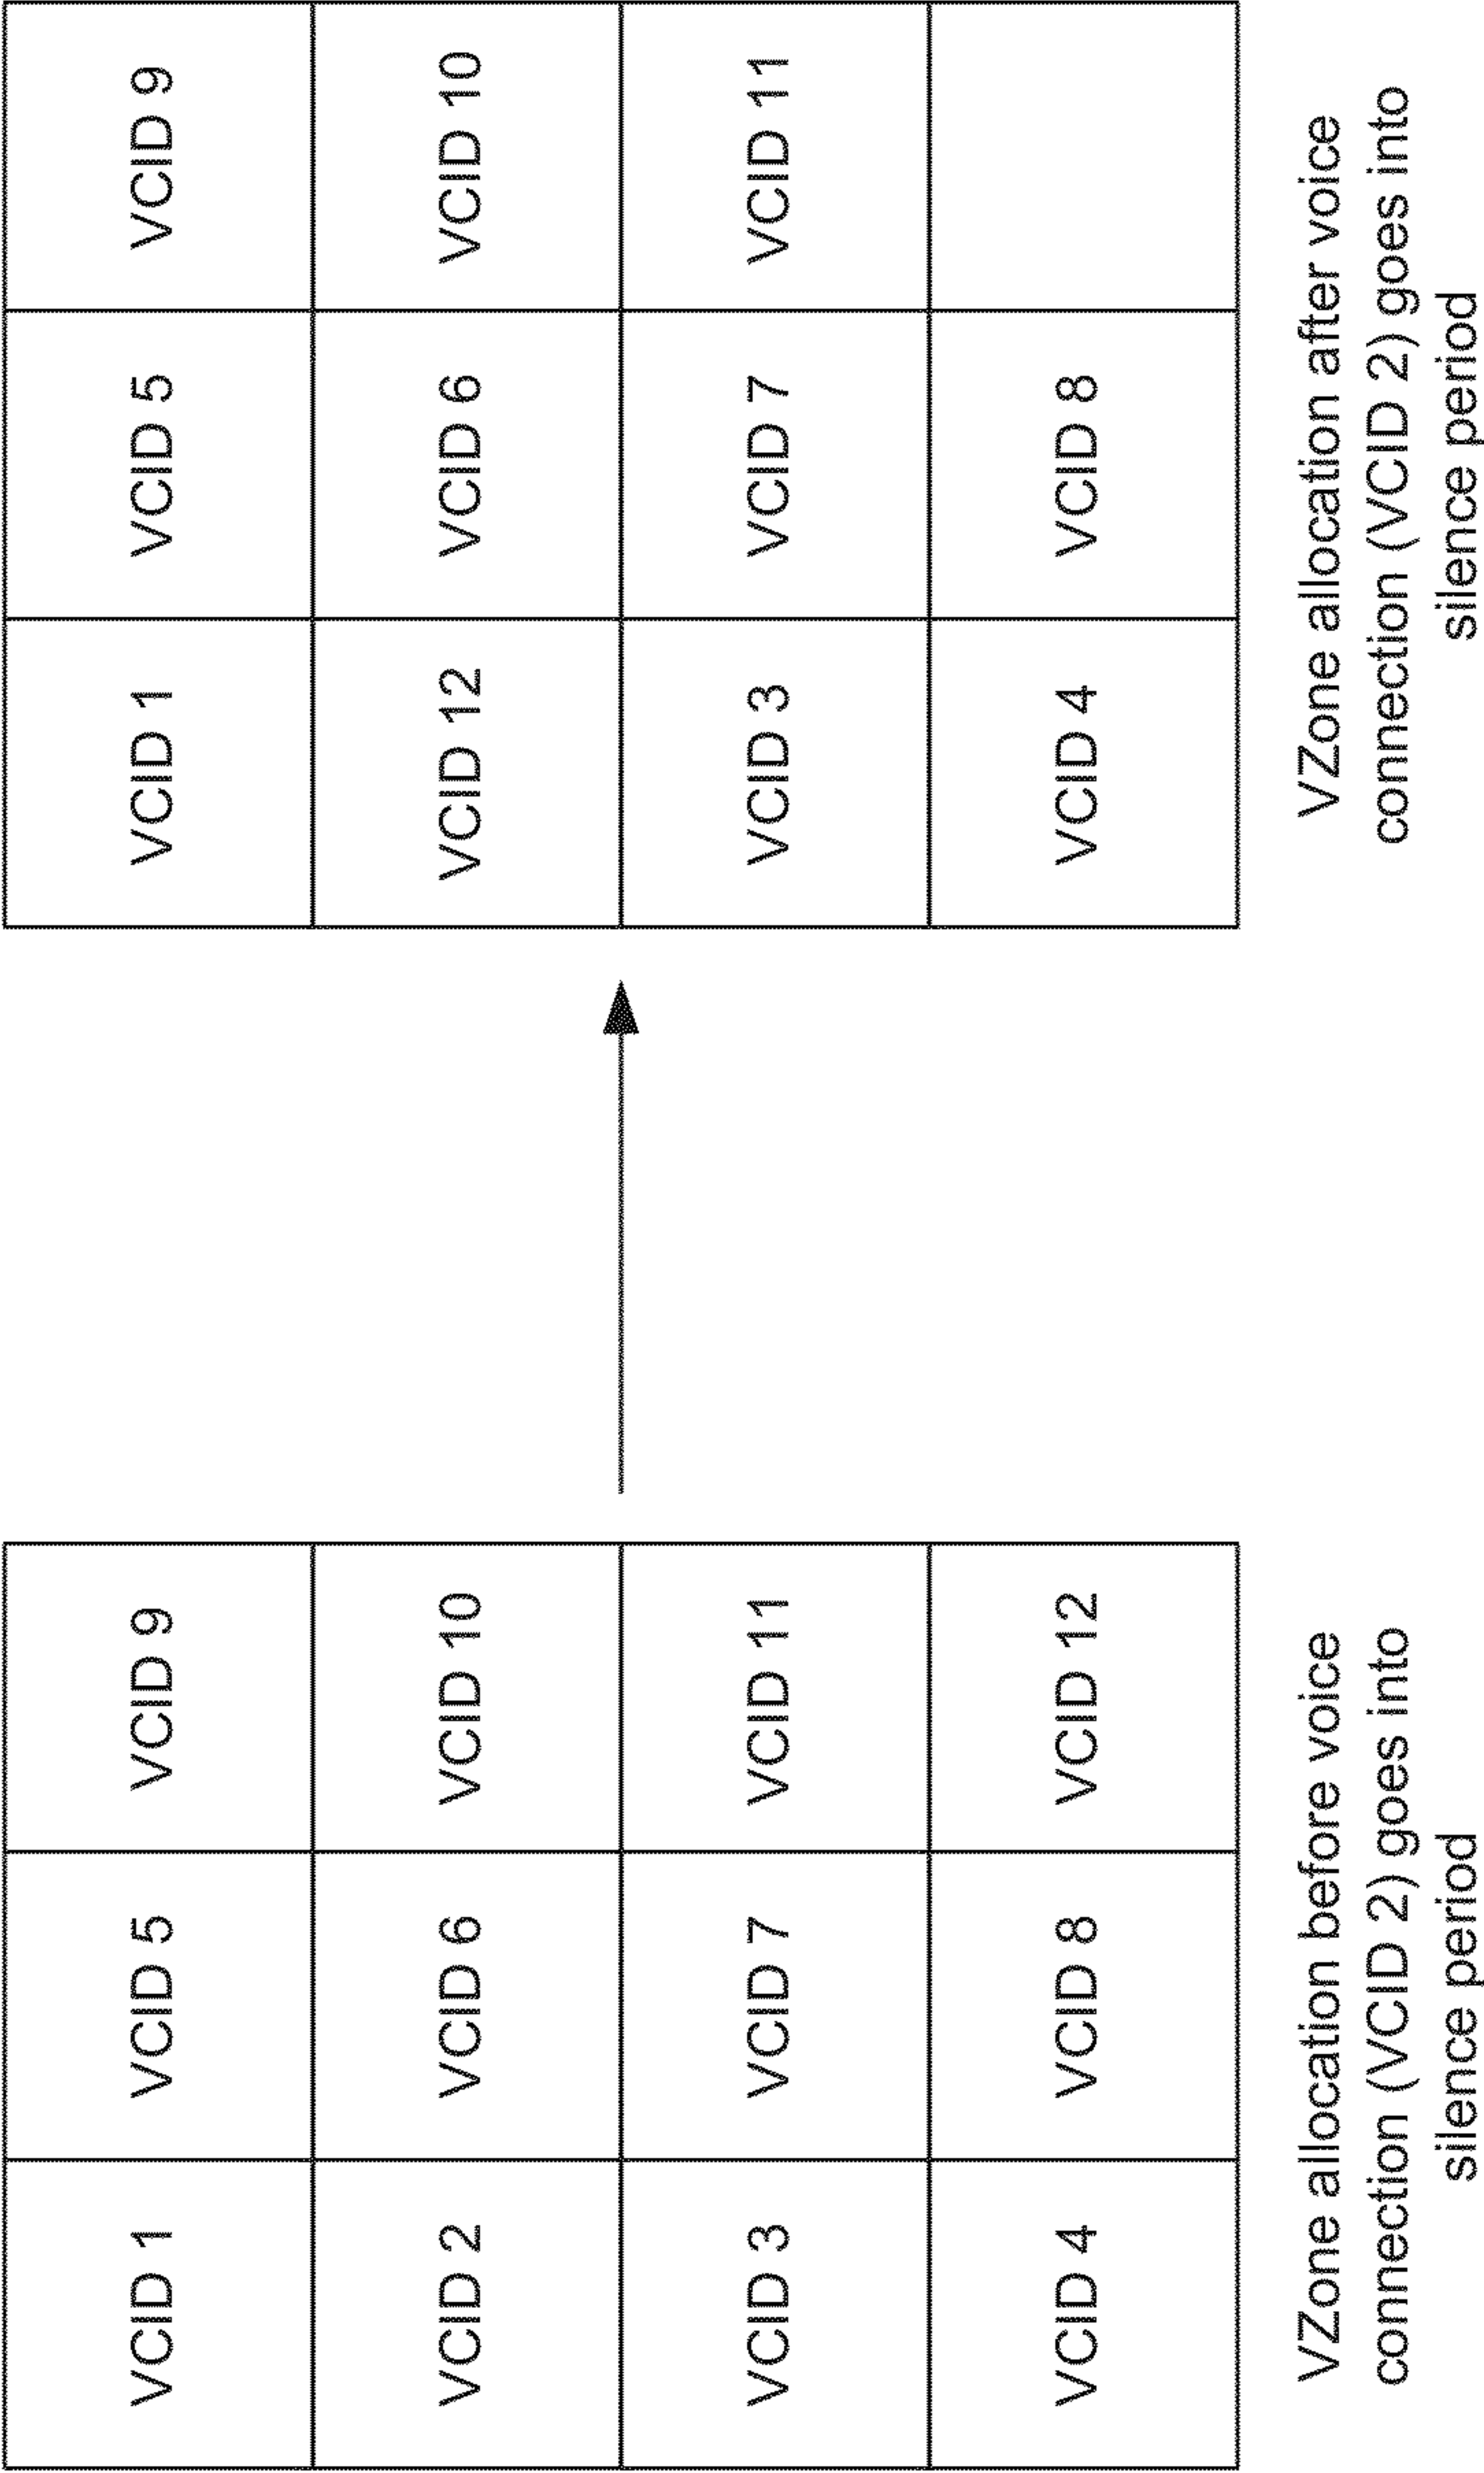 VCID 1
VCID 5
VCID 9
VCID 2
VCID 6
VCID 10
VCID 3
VCID 7
VCID 11
VCID 4
VCID 8
VCID 12
VZone allocation before voice
connection (VCID 2) goes into
silence period
VCID 1
VCID 5
VCID 9
VCID 12
VCID 6
VCID 10
VCID 3
VCID 7
VCID 11
VCID 4
VCID 8
VZone allocation after voice
connection (VCID 2) goes into
silence period